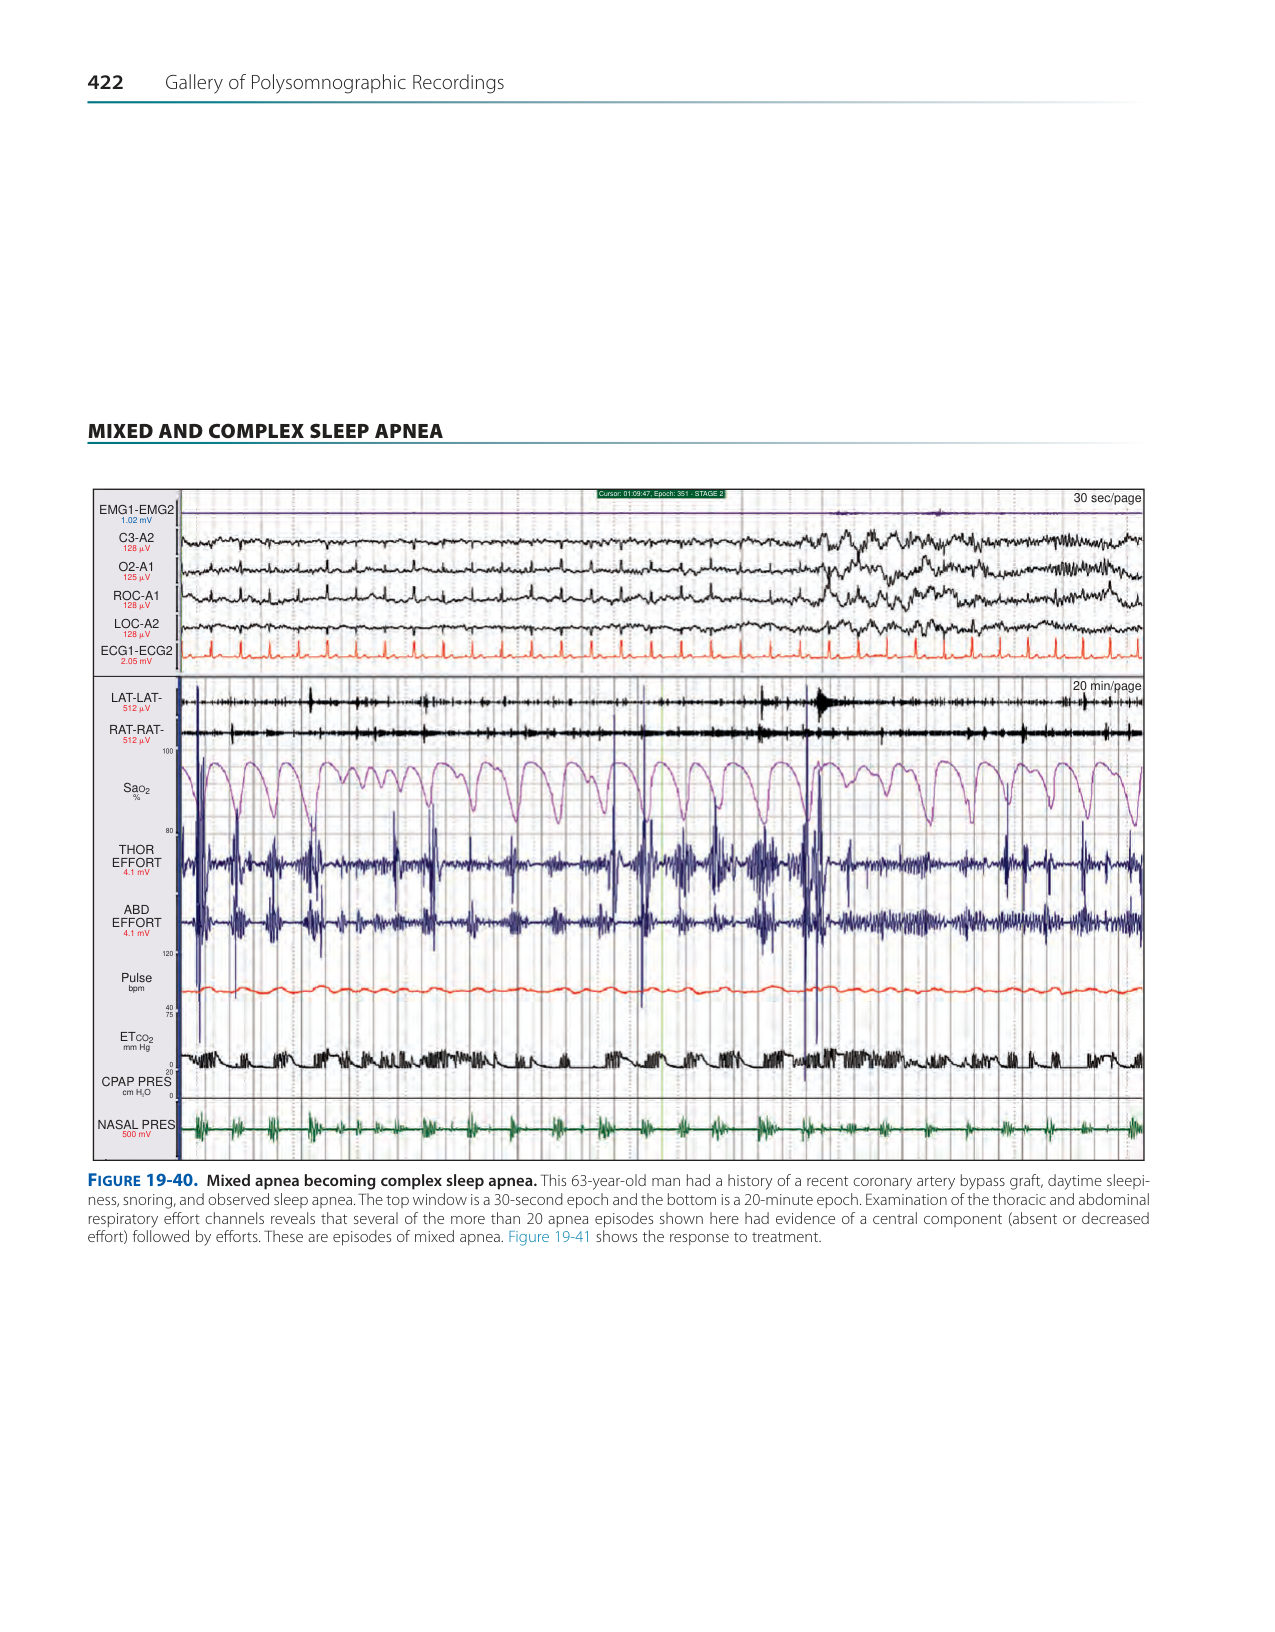 422 Gallery of Polysomnographic Recordings
MIXED AND COMPLEX SLEEP APNEA
Cursor: 01:09:47, Epoch: 351 - STAGE 2
30 sec/page
EMG1-EMG2
1.02 mV
C3-A2
128 µV
O2-A1
125 µV
ROC-A1
128 µV
LOC-A2
128 µV
ECG1-ECG2
2.05 mV
20 min/page
LAT-LAT-
512 µV
RAT-RAT-
512 µV
100
SaO2
%
80
THOR
EFFORT
4.1 mV
ABD
EFFORT
4.1 mV
120
Pulse
bpm
40
75
ETCO2
mm Hg
0
20
CPAP PRES
cm H2O
0
NASAL PRES
500 mV
FIGURE 19-40. Mixed apnea becoming complex sleep apnea. This 63-year-old man had a history of a recent coronary artery bypass graft, daytime sleepi-
ness, snoring, and observed sleep apnea. The top window is a 30-second epoch and the bottom is a 20-minute epoch. Examination of the thoracic and abdominal
respiratory effort channels reveals that several of the more than 20 apnea episodes shown here had evidence of a central component (absent or decreased
effort) followed by efforts. These are episodes of mixed apnea. Figure 19-41 shows the response to treatment.